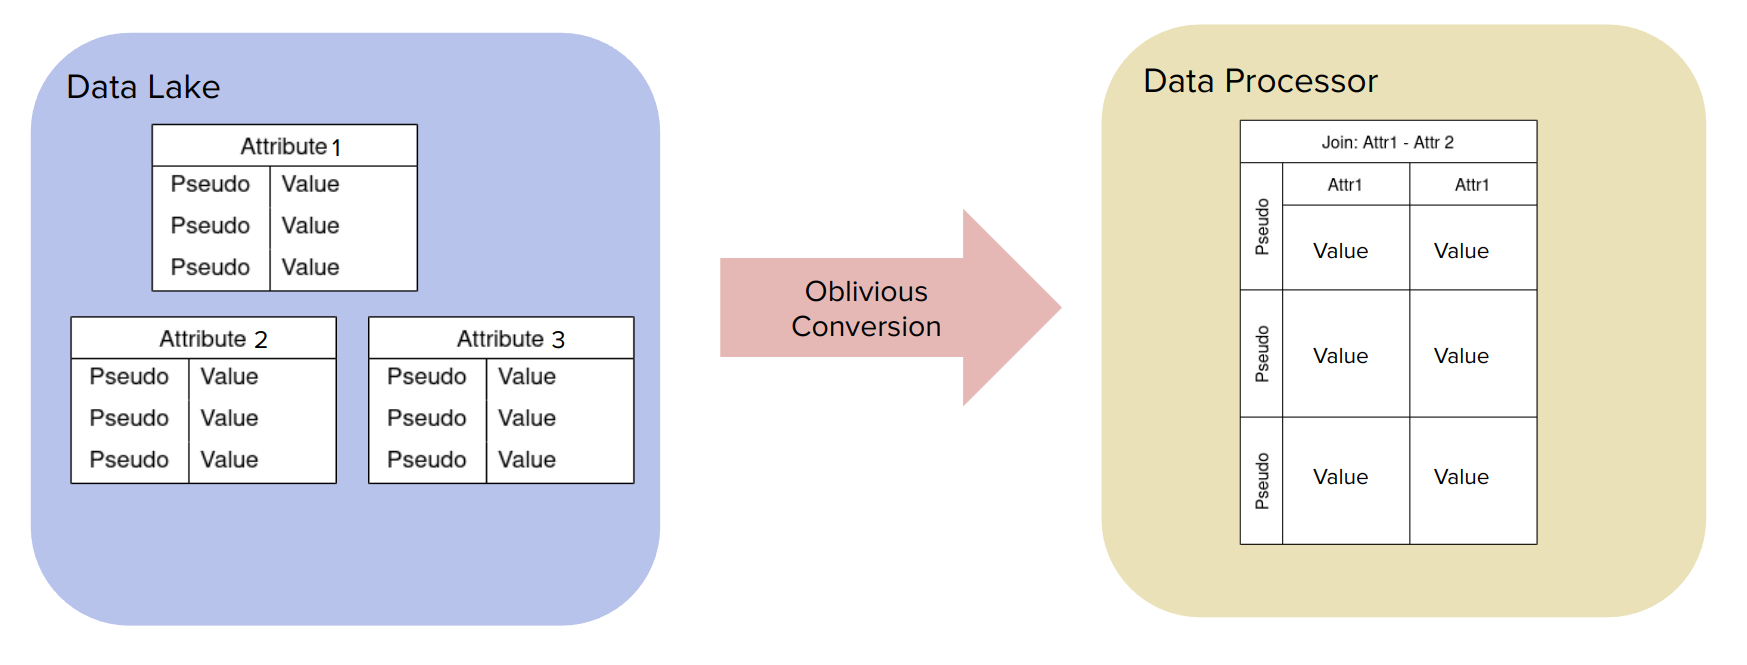 Data Lake
Attribute 1
Pseudo Value
Pseudo Value
Pseudo Value
Attribute 2
Pseudo Value
Pseudo Value
Pseudo Value
Attribute 3
Pseudo Value
Pseudo Value
Pseudo Value
Oblivious
Conversion
Data Processor
Join: Attr1 - Attr 2
Attr1 Attr1
Pseudo Value Value
Pseudo Value Value
Pseudo Value Value